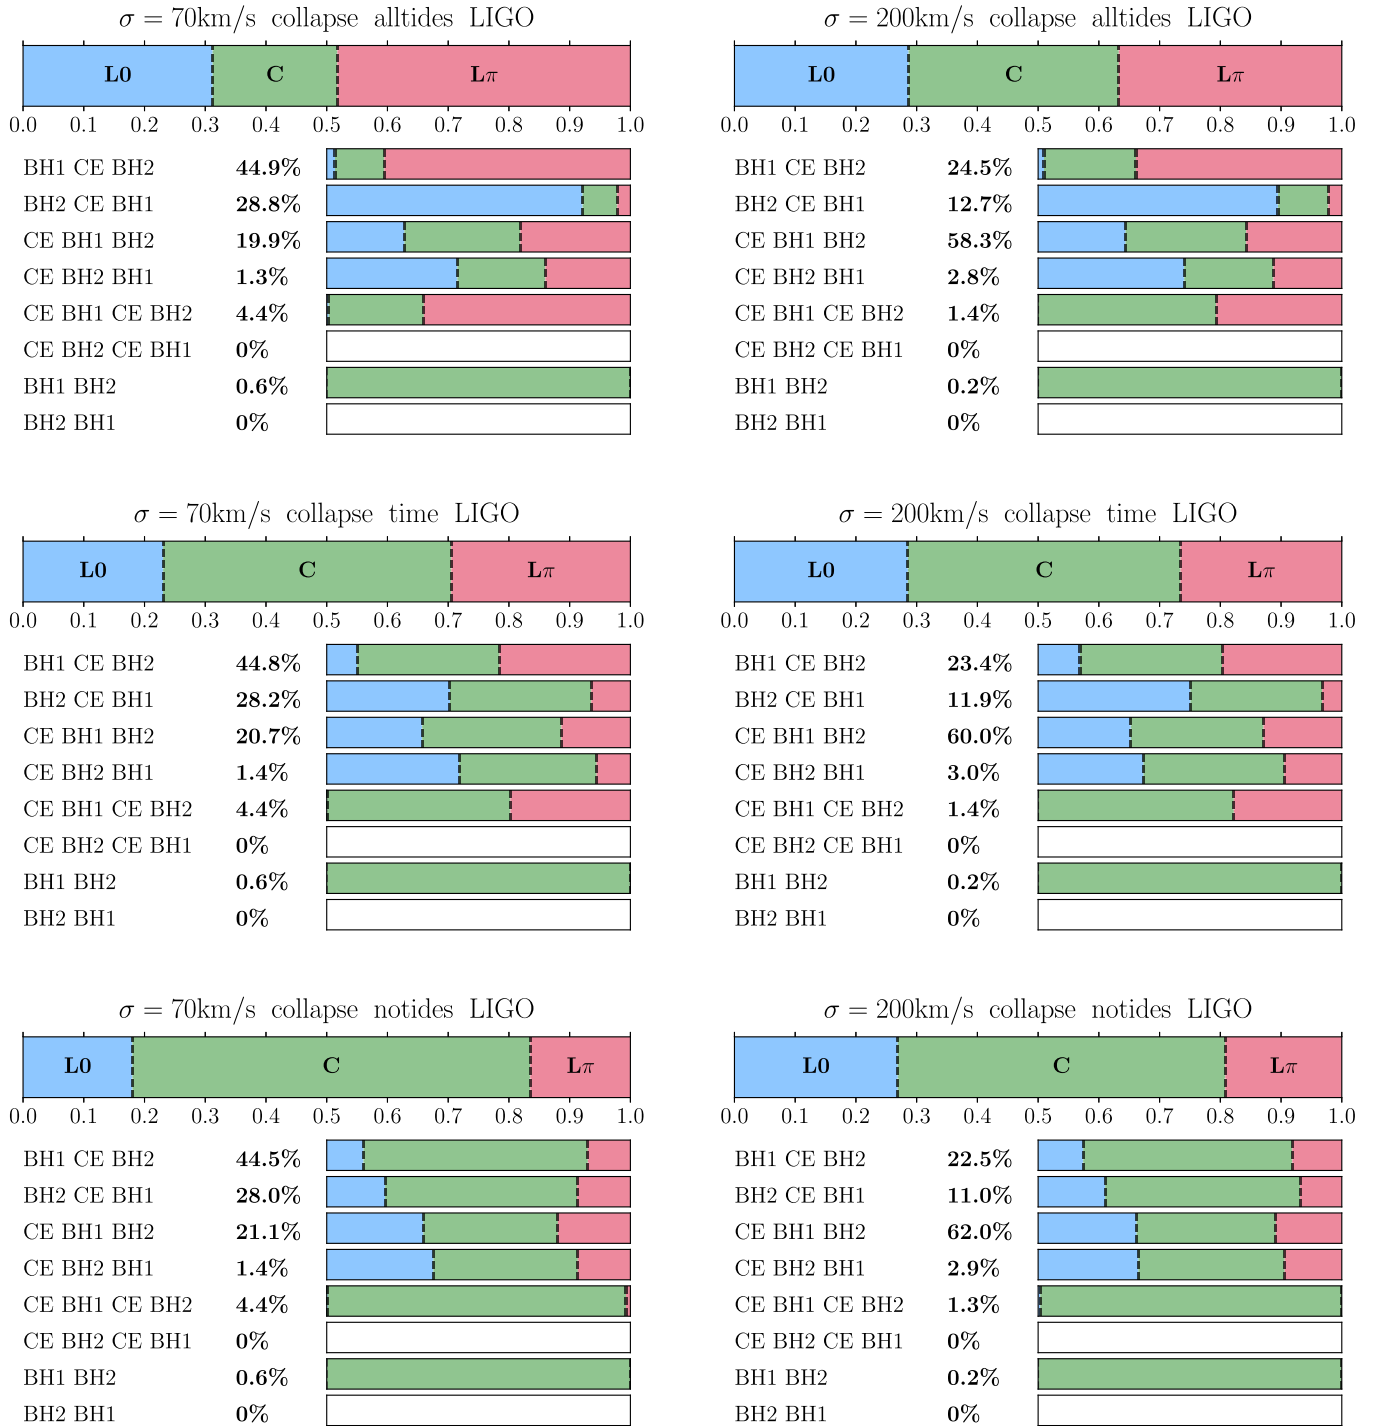 σ = 70km/s collapse alltides LIGO
L0 C Lπ
0.0 0.1 0.2 0.3 0.4 0.5 0.6 0.7 0.8 0.9 1.0
BH1 CE BH2 44.9%
BH2 CE BH1 28.8%
CE BH1 BH2 19.9%
CE BH2 BH1 1.3%
CE BH1 CE BH2 4.4%
CE BH2 CE BH1 0%
BH1 BH2 0.6%
BH2 BH1 0%
σ = 200km/s collapse alltides LIGO
L0 C Lπ
0.0 0.1 0.2 0.3 0.4 0.5 0.6 0.7 0.8 0.9 1.0
BH1 CE BH2 24.5%
BH2 CE BH1 12.7%
CE BH1 BH2 58.3%
CE BH2 BH1 2.8%
CE BH1 CE BH2 1.4%
CE BH2 CE BH1 0%
BH1 BH2 0.2%
BH2 BH1 0%
σ = 70km/s collapse time LIGO
L0 C Lπ
0.0 0.1 0.2 0.3 0.4 0.5 0.6 0.7 0.8 0.9 1.0
BH1 CE BH2 44.8%
BH2 CE BH1 28.2%
CE BH1 BH2 20.7%
CE BH2 BH1 1.4%
CE BH1 CE BH2 4.4%
CE BH2 CE BH1 0%
BH1 BH2 0.6%
BH2 BH1 0%
σ = 200km/s collapse time LIGO
L0 C Lπ
0.0 0.1 0.2 0.3 0.4 0.5 0.6 0.7 0.8 0.9 1.0
BH1 CE BH2 23.4%
BH2 CE BH1 11.9%
CE BH1 BH2 60.0%
CE BH2 BH1 3.0%
CE BH1 CE BH2 1.4%
CE BH2 CE BH1 0%
BH1 BH2 0.2%
BH2 BH1 0%
σ = 70km/s collapse notides LIGO
L0 C Lπ
0.0 0.1 0.2 0.3 0.4 0.5 0.6 0.7 0.8 0.9 1.0
BH1 CE BH2 44.5%
BH2 CE BH1 28.0%
CE BH1 BH2 21.1%
CE BH2 BH1 1.4%
CE BH1 CE BH2 4.4%
CE BH2 CE BH1 0%
BH1 BH2 0.6%
BH2 BH1 0%
σ = 200km/s collapse notides LIGO
L0 C Lπ
0.0 0.1 0.2 0.3 0.4 0.5 0.6 0.7 0.8 0.9 1.0
BH1 CE BH2 22.5%
BH2 CE BH1 11.0%
CE BH1 BH2 62.0%
CE BH2 BH1 2.9%
CE BH1 CE BH2 1.3%
CE BH2 CE BH1 0%
BH1 BH2 0.2%
BH2 BH1 0%